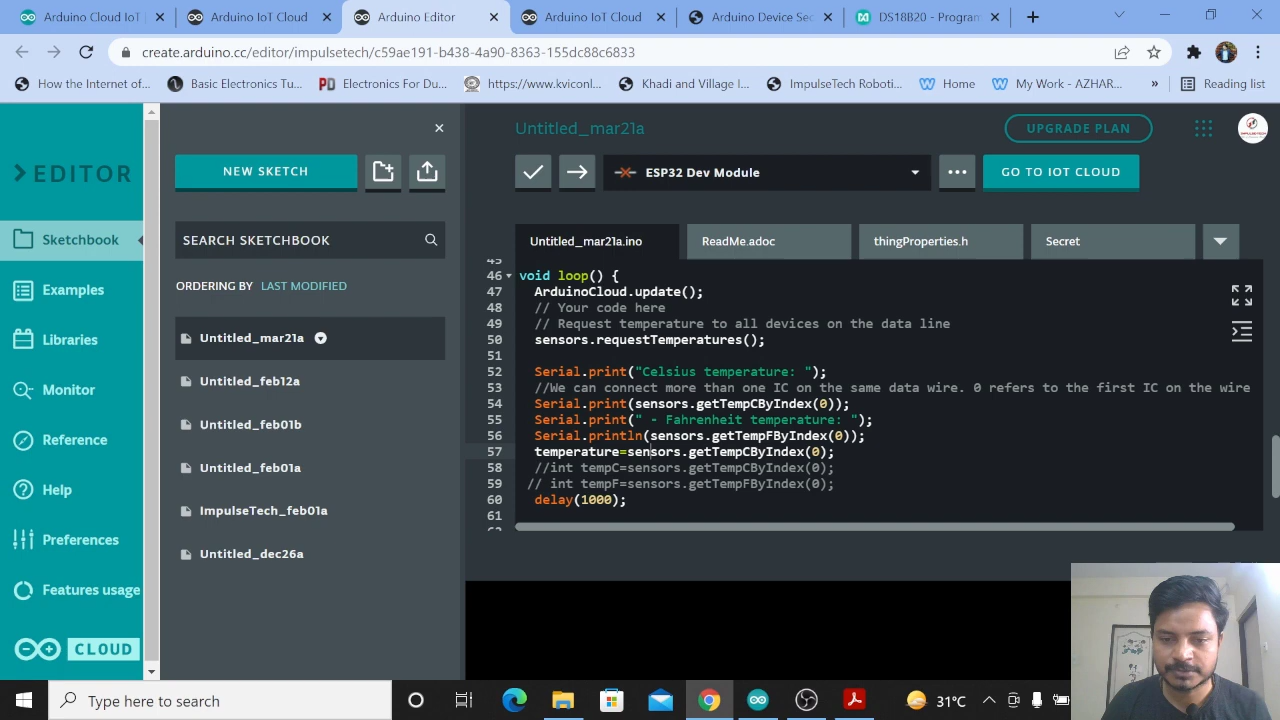 Arduino Cloud IoT
Arduino IoT Cloud
Arduino Editor
Arduino IoT Cloud
Arduino Device Sec
DS18B20 - Program
create.arduino.cc/editor/impulsetech/c59ae191-b438-4a90-8363-155dc88c6833
How the Internet of...
Basic Electronics Tu...
Electronics For Du...
https://www.kviconl...
Khadi and Village I...
ImpulseTech Roboti...
Home
My Work - AZHAR...
»
Reading list
EDITOR
Sketchbook
Examples
Libraries
Monitor
Reference
Help
Preferences
Features usage
CLOUD
NEW SKETCH
SEARCH SKETCHBOOK
ORDERING BY LAST MODIFIED
Untitled_mar21a
Untitled_feb12a
Untitled_feb01b
Untitled_feb01a
ImpulseTech_feb01a
Untitled_dec26a
Untitled_mar21a
UPGRADE PLAN
ESP32 Dev Module
GO TO IOT CLOUD
Untitled_mar21a.ino
ReadMe.adoc
thingProperties.h
Secret
45
46 void loop() {
47 ArduinoCloud.update();
48 // Your code here
49 // Request temperature to all devices on the data line
50 sensors.requestTemperatures();
51
52 Serial.print("Celsius temperature: ");
53 //We can connect more than one IC on the same data wire. 0 refers to the first IC on the wire
54 Serial.print(sensors.getTempCByIndex(0));
55 Serial.print(" - Fahrenheit temperature: ");
56 Serial.println(sensors.getTempFByIndex(0));
57 temperature=sensors.getTempCByIndex(0);
58 //int tempC=sensors.getTempCByIndex(0);
59 // int tempF=sensors.getTempFByIndex(0);
60 delay(1000);
61
Type here to search
31°C